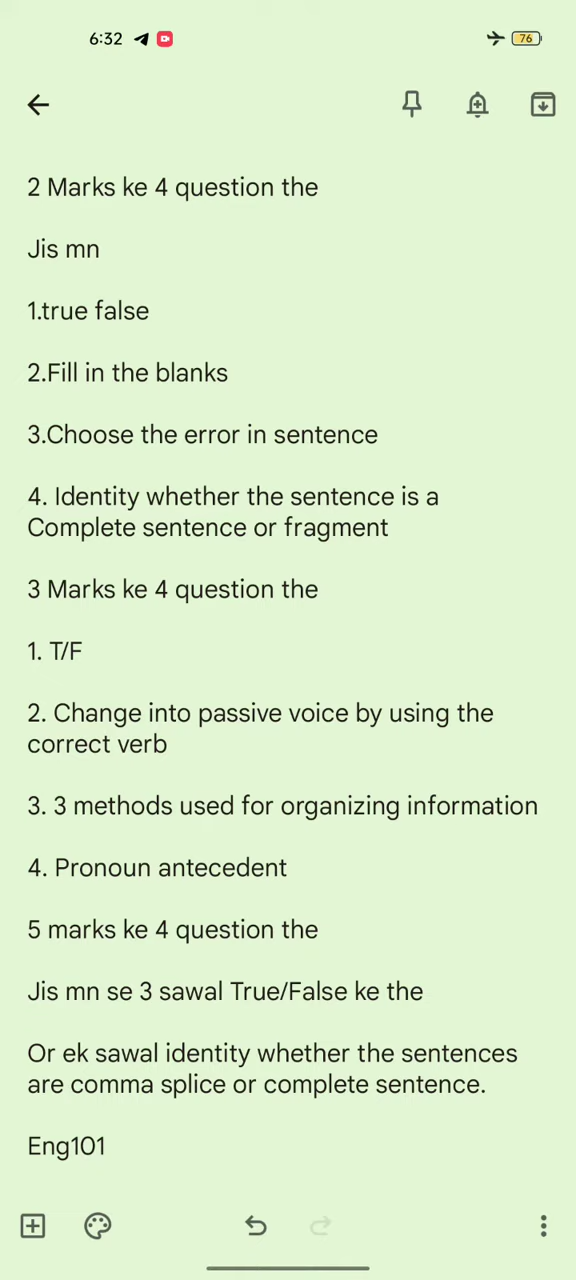 6:32
76
2 Marks ke 4 question the
Jis mn
1.true false
2.Fill in the blanks
3.Choose the error in sentence
4. Identity whether the sentence is a
Complete sentence or fragment
3 Marks ke 4 question the
1. T/F
2. Change into passive voice by using the
correct verb
3. 3 methods used for organizing information
4. Pronoun antecedent
5 marks ke 4 question the
Jis mn se 3 sawal True/False ke the
Or ek sawal identity whether the sentences
are comma splice or complete sentence.
Eng101